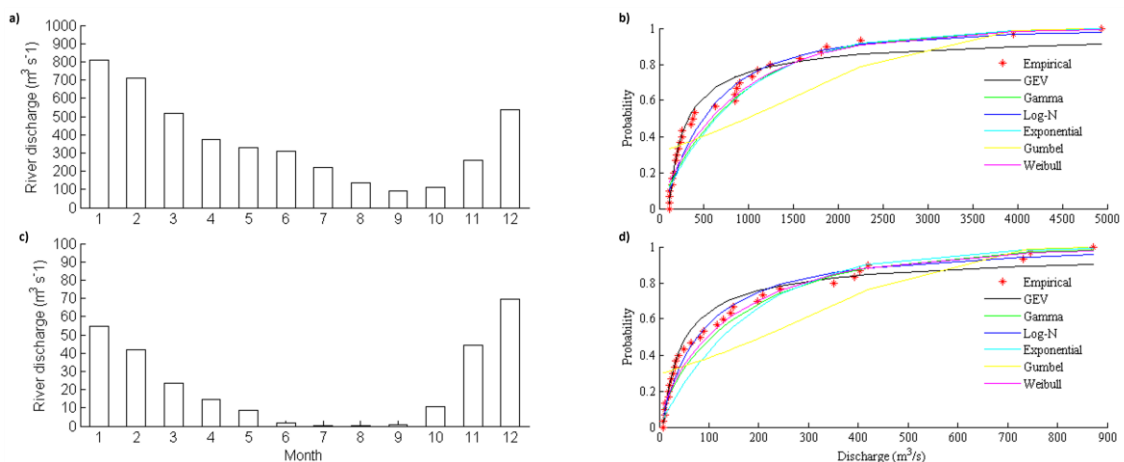 a)
River discharge (m³ s⁻¹)
1000
900
800
700
600
500
400
300
200
100
0
1 2 3 4 5 6 7 8 9 10 11 12
b)
Probability
1
0.8
0.6
0.4
0.2
0
0 500 1000 1500 2000 2500 3000 3500 4000 4500 5000
Empirical
GEV
Gamma
Log-N
Exponential
Gumbel
Weibull
c)
River discharge (m³ s⁻¹)
100
90
80
70
60
50
40
30
20
10
0
1 2 3 4 5 6 7 8 9 10 11 12
Month
d)
Probability
1
0.8
0.6
0.4
0.2
0
0 100 200 300 400 500 600 700 800 900
Discharge (m³/s)
Empirical
GEV
Gamma
Log-N
Exponential
Gumbel
Weibull